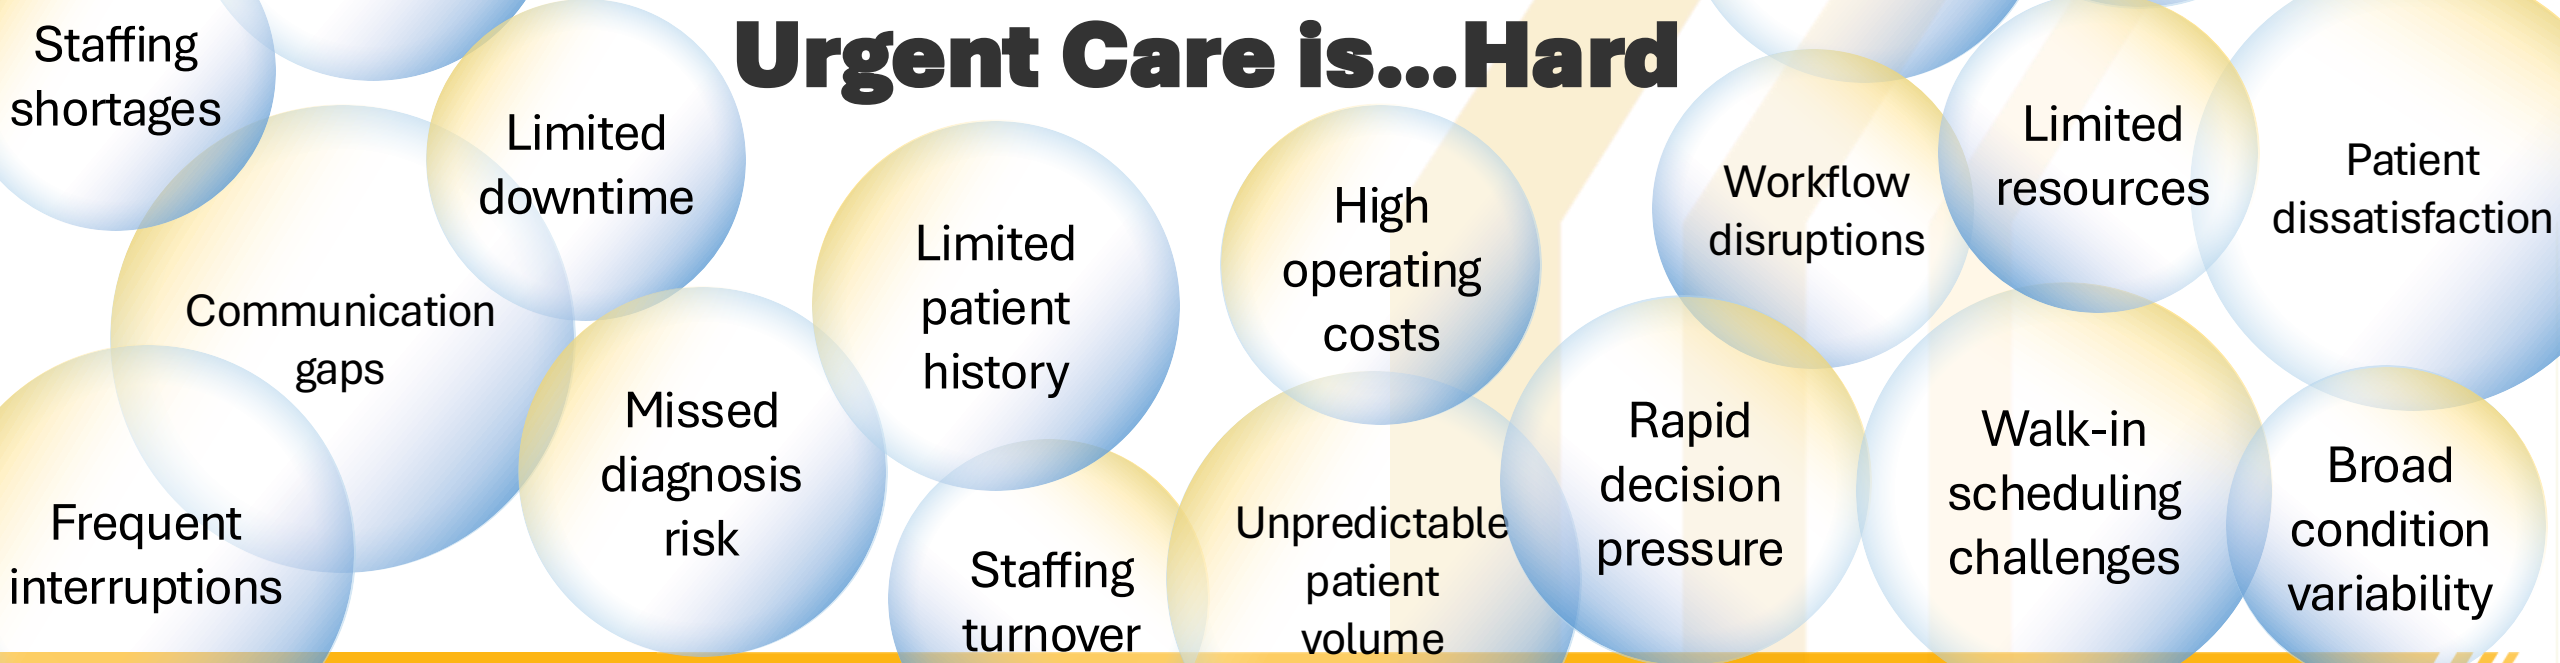 Urgent Care is...Hard
Staffing
shortages
Limited
downtime
Communication
gaps
Frequent
interruptions
Missed
diagnosis
risk
Limited
patient
history
Staffing
turnover
High
operating
costs
Unpredictable
patient
volume
Workflow
disruptions
Rapid
decision
pressure
Limited
resources
Walk-in
scheduling
challenges
Patient
dissatisfaction
Broad
condition
variability